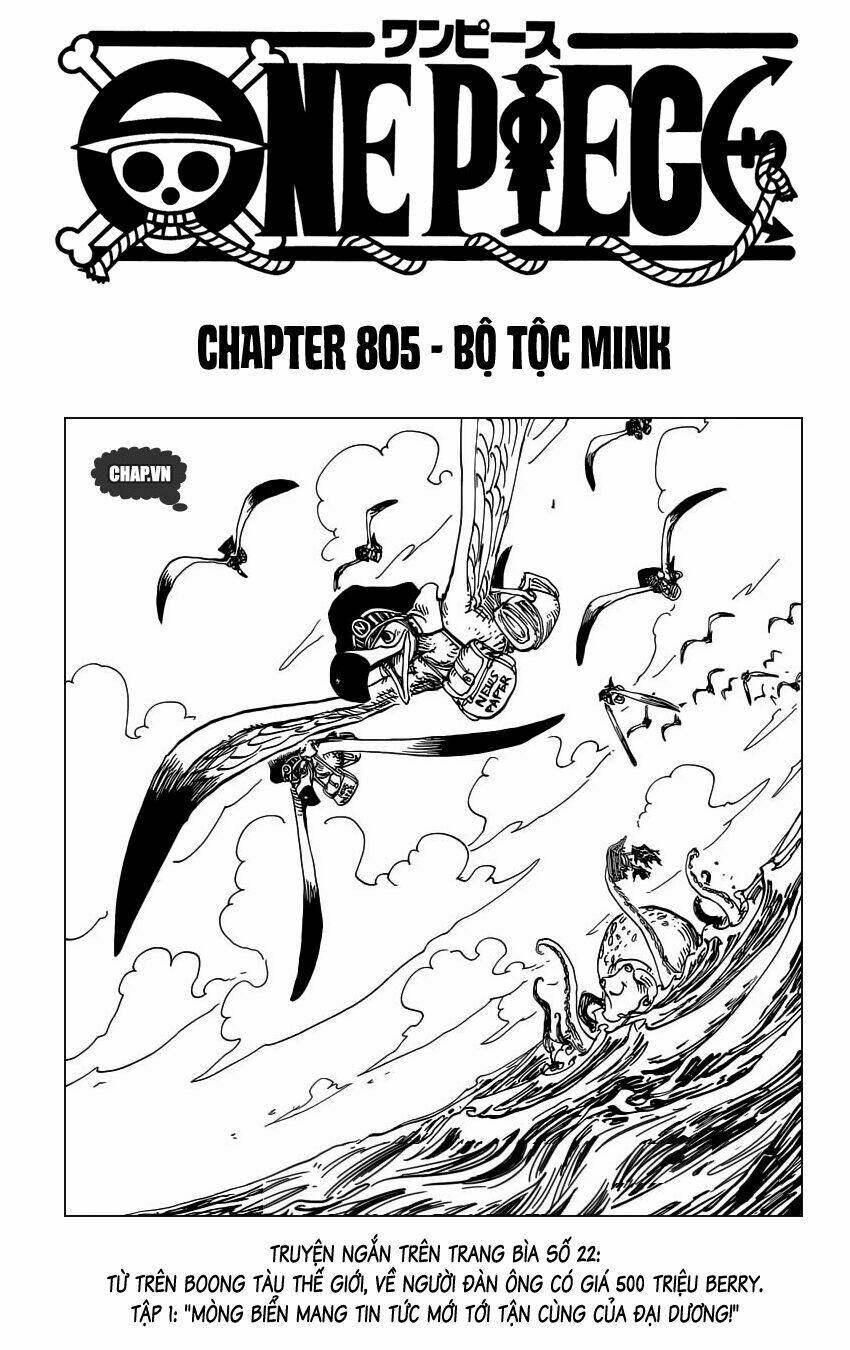 ワンピース
ONE PIECE
CHAPTER 805 - BỘ TỘC MINK
CHAP.VN
N
NEWS
PAPER
TRUYỆN NGẮN TRÊN TRANG BÌA SỐ 22:
TỪ TRÊN BOONG TÀU THẾ GIỚI, VỀ NGƯỜI ĐÀN ÔNG CÓ GIÁ 500 TRIỆU BERRY.
TẬP 1: "MÒNG BIỂN MANG TIN TỨC MỚI TỚI TẬN CÙNG CỦA ĐẠI DƯƠNG!"